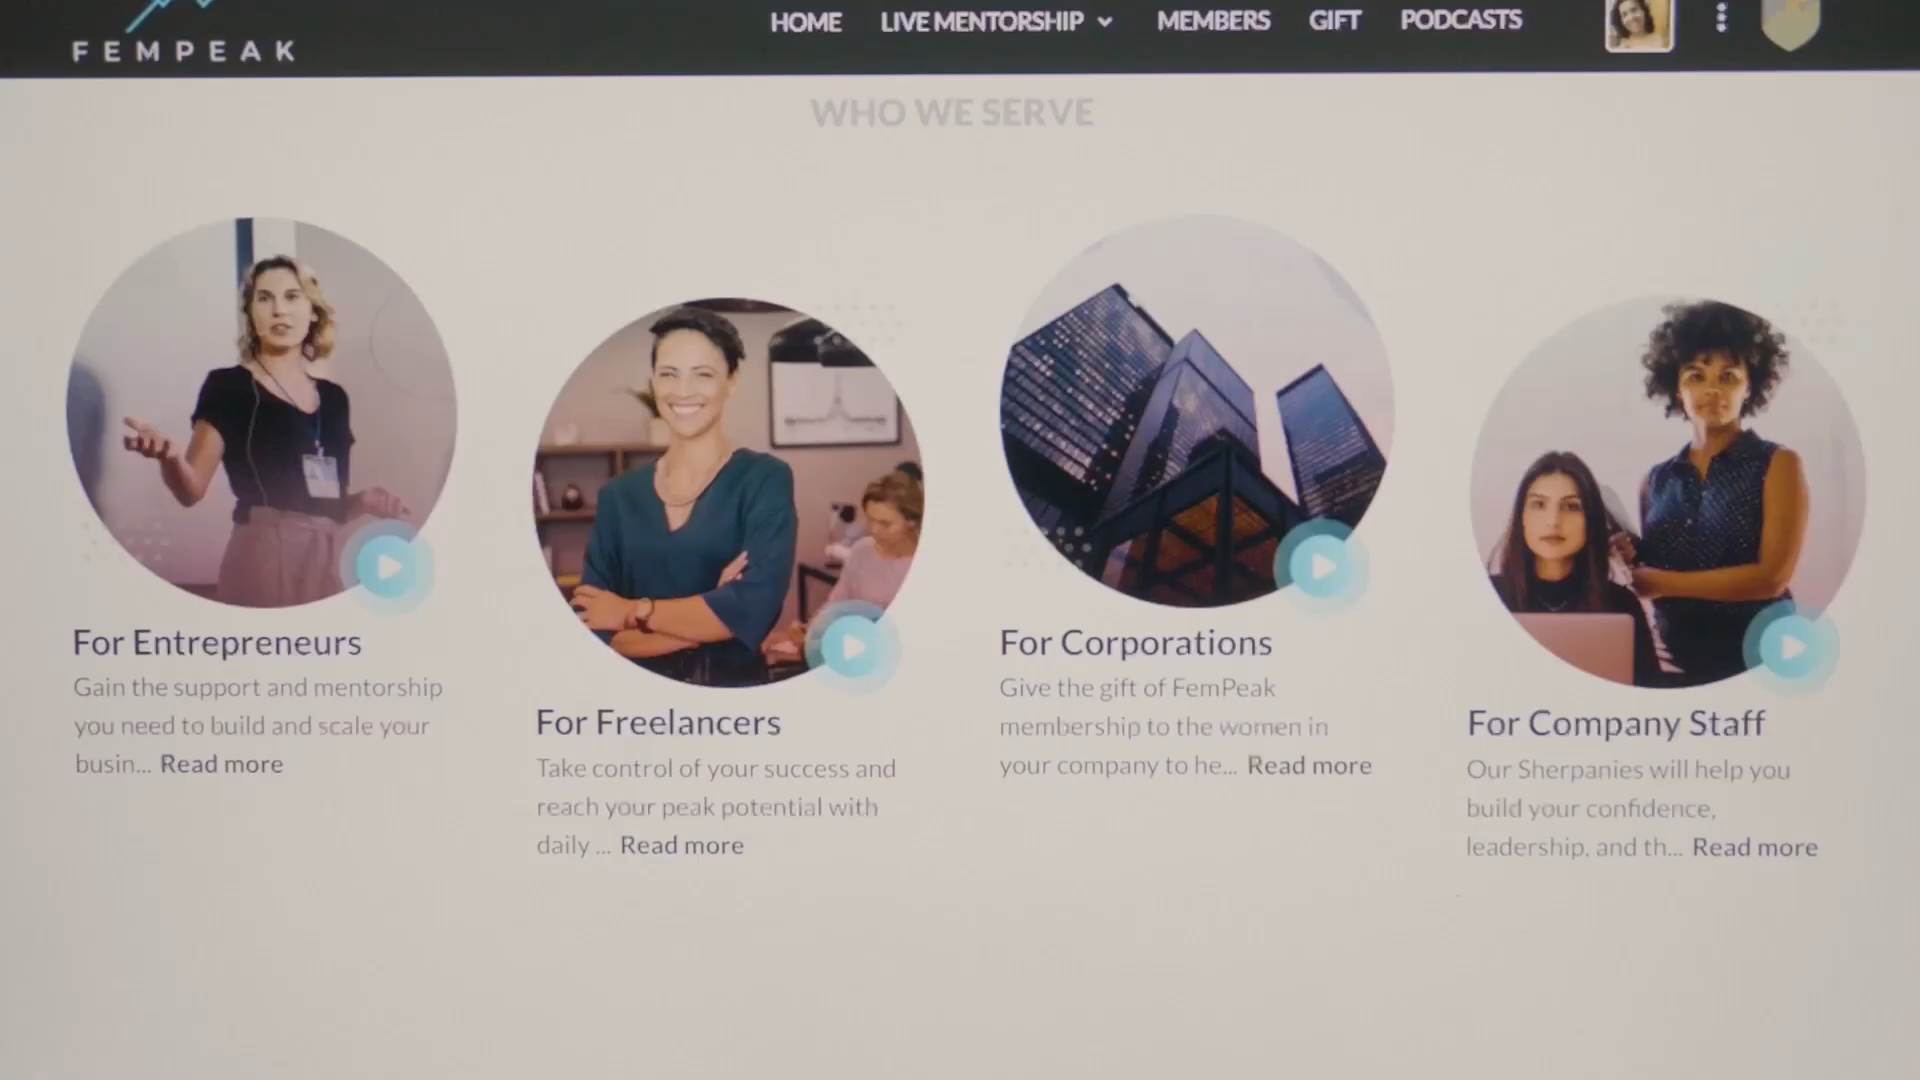 FEMPEAK
HOME LIVE MENTORSHIP MEMBERS GIFT PODCASTS
WHO WE SERVE
For Entrepreneurs
Gain the support and mentorship
you need to build and scale your
busin... Read more
For Freelancers
Take control of your success and
reach your peak potential with
daily ... Read more
For Corporations
Give the gift of FemPeak
membership to the women in
your company to he... Read more
For Company Staff
Our Sherpanies will help you
build your confidence,
leadership, and th... Read more